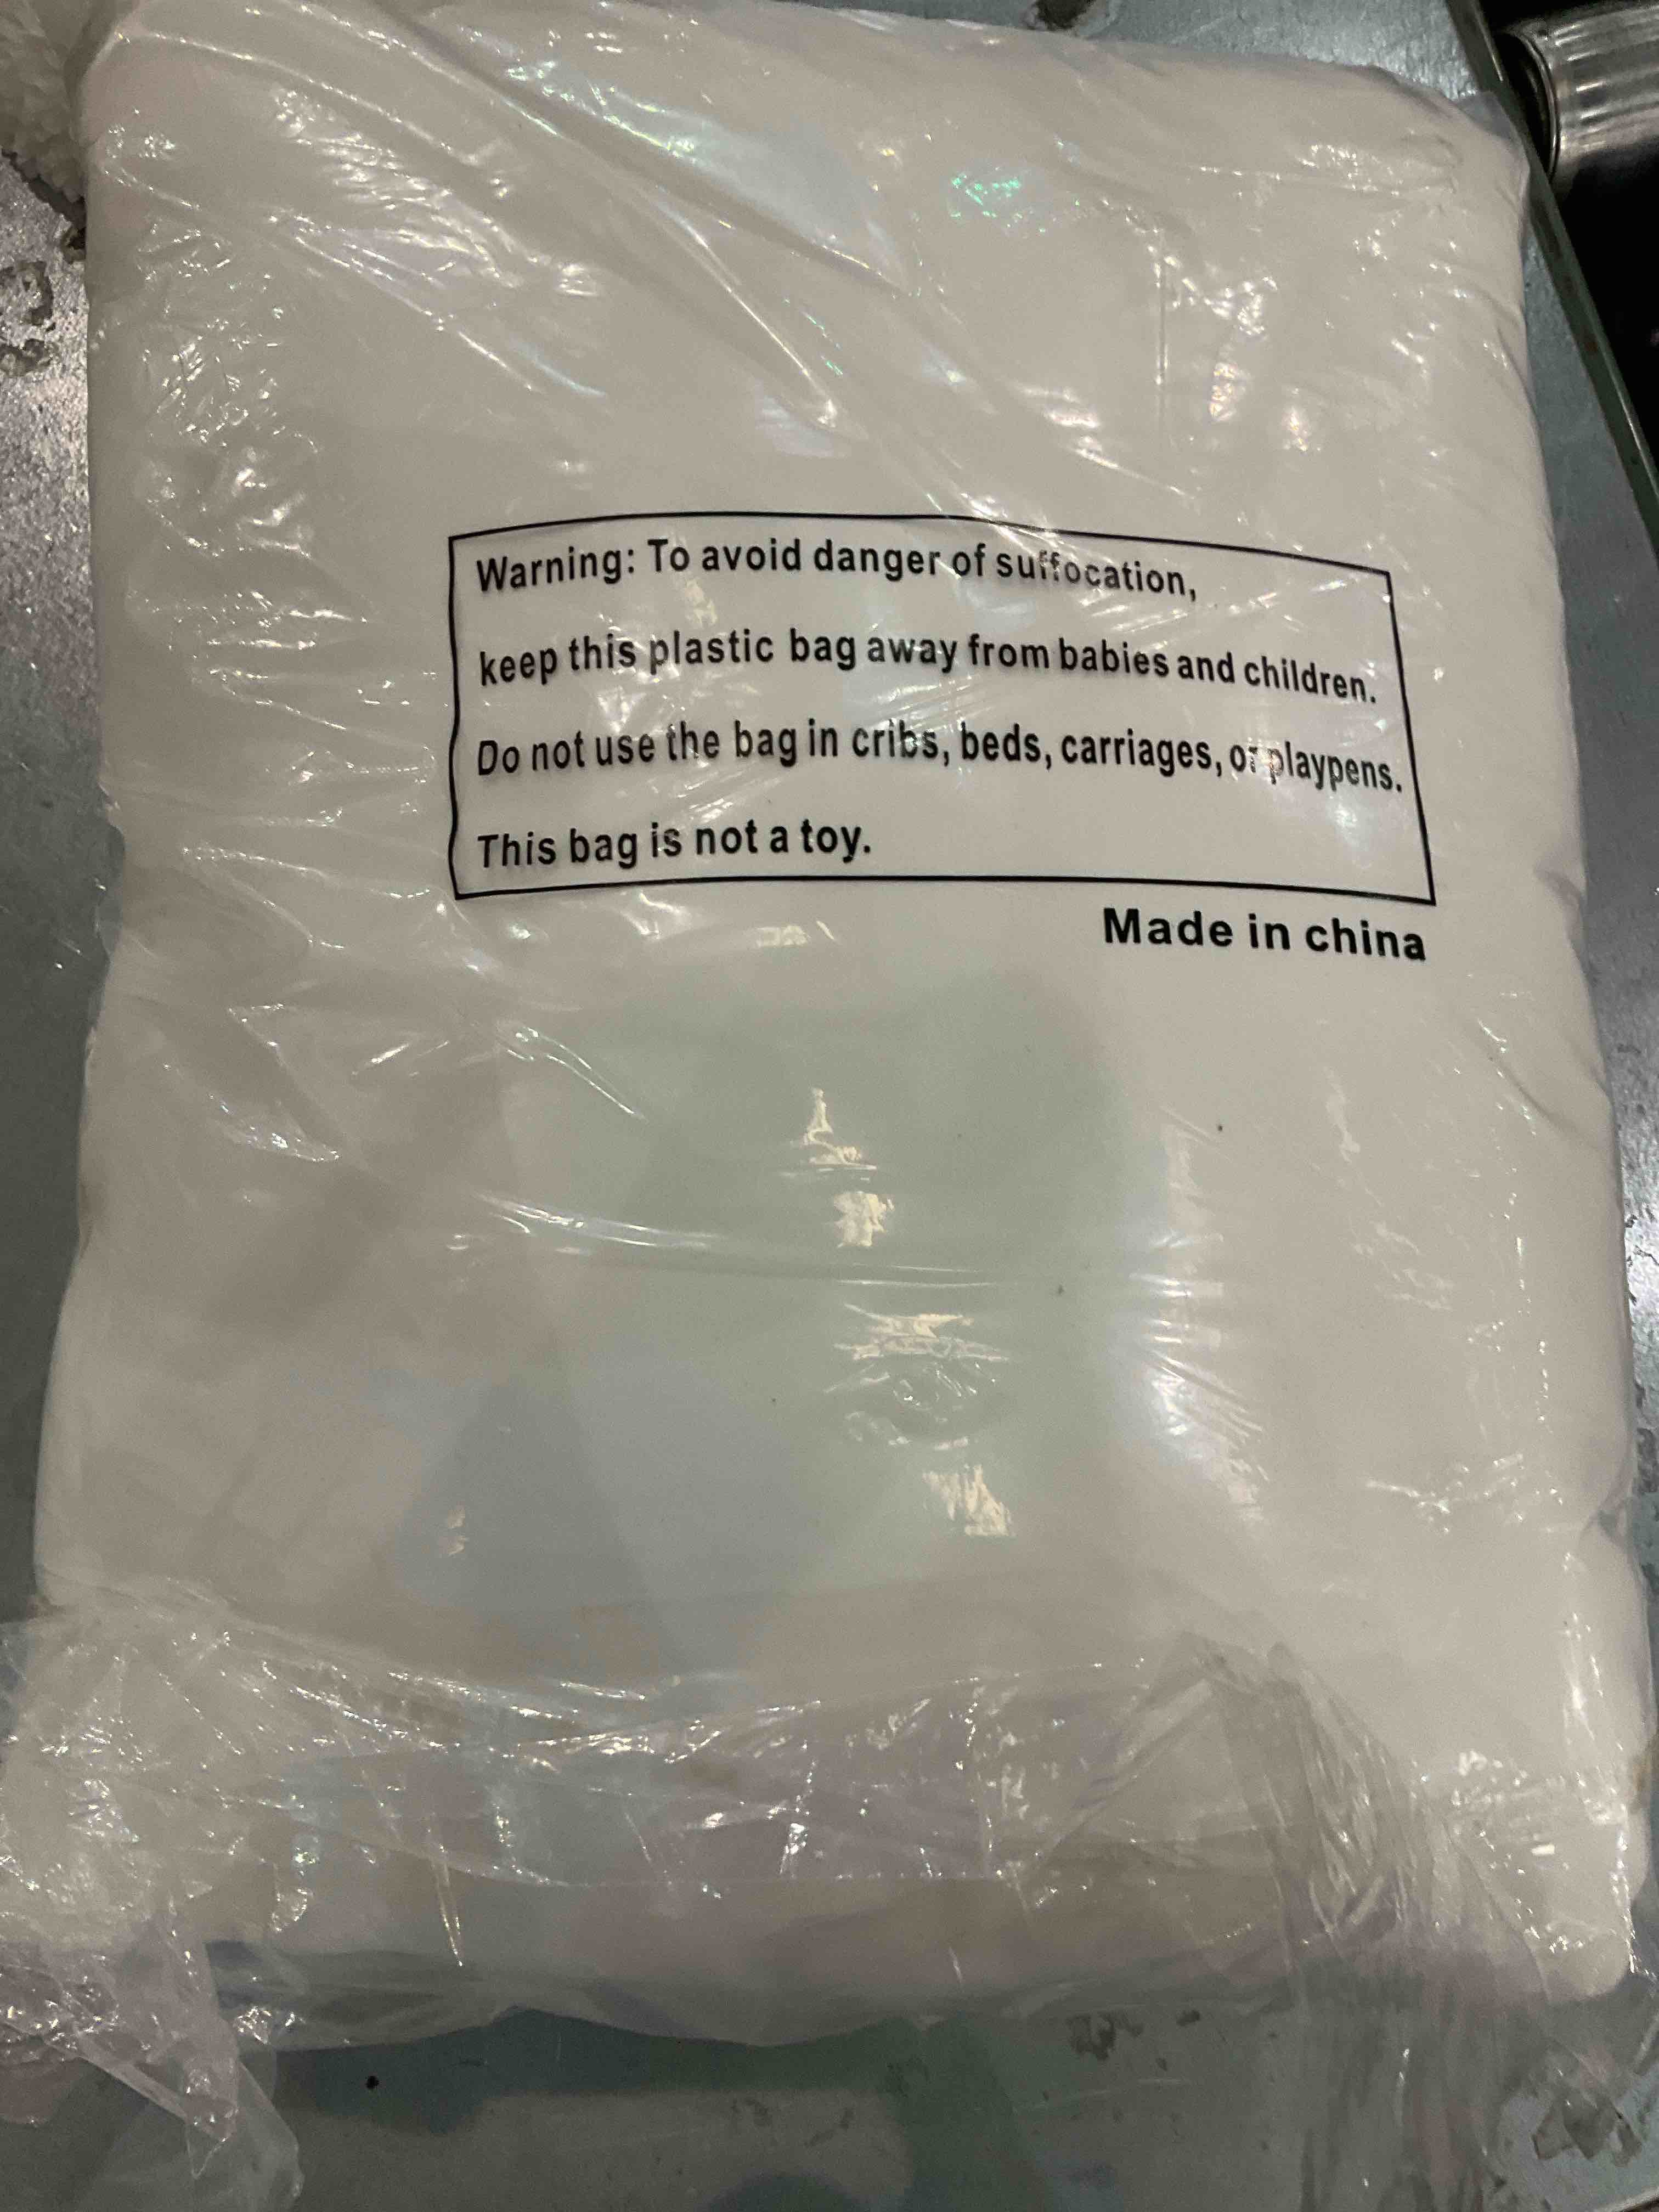 Warning: To avoid danger of suffocation,
keep this plastic bag away from babies and children.
Do not use the bag in cribs, beds, carriages, or playpens.
This bag is not a toy.
Made in china